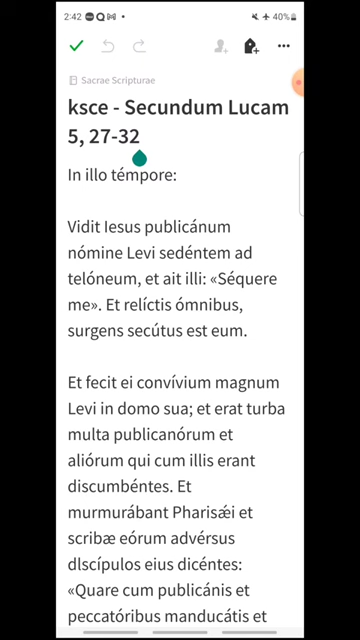 2:42
40%
Sacrae Scripturae
ksce - Secundum Lucam
5, 27-32
In illo témpore:
Vidit Iesus publicánum
nómine Levi sedéntem ad
telóneum, et ait illi: «Séquere
me». Et relíctis ómnibus,
surgens secútus est eum.
Et fecit ei convívium magnum
Levi in domo sua; et erat turba
multa publicanórum et
aliórum qui cum illis erant
discumbéntes. Et
murmurábant Pharisǽi et
scribæ eórum advérsus
dlscípulos eius dicéntes:
«Quare cum publicánis et
peccatóribus manducátis et